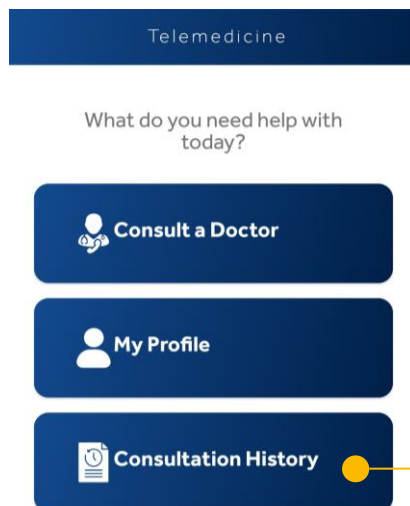 Telemedicine
What do you need help with
today?
Consult a Doctor
My Profile
Consultation History